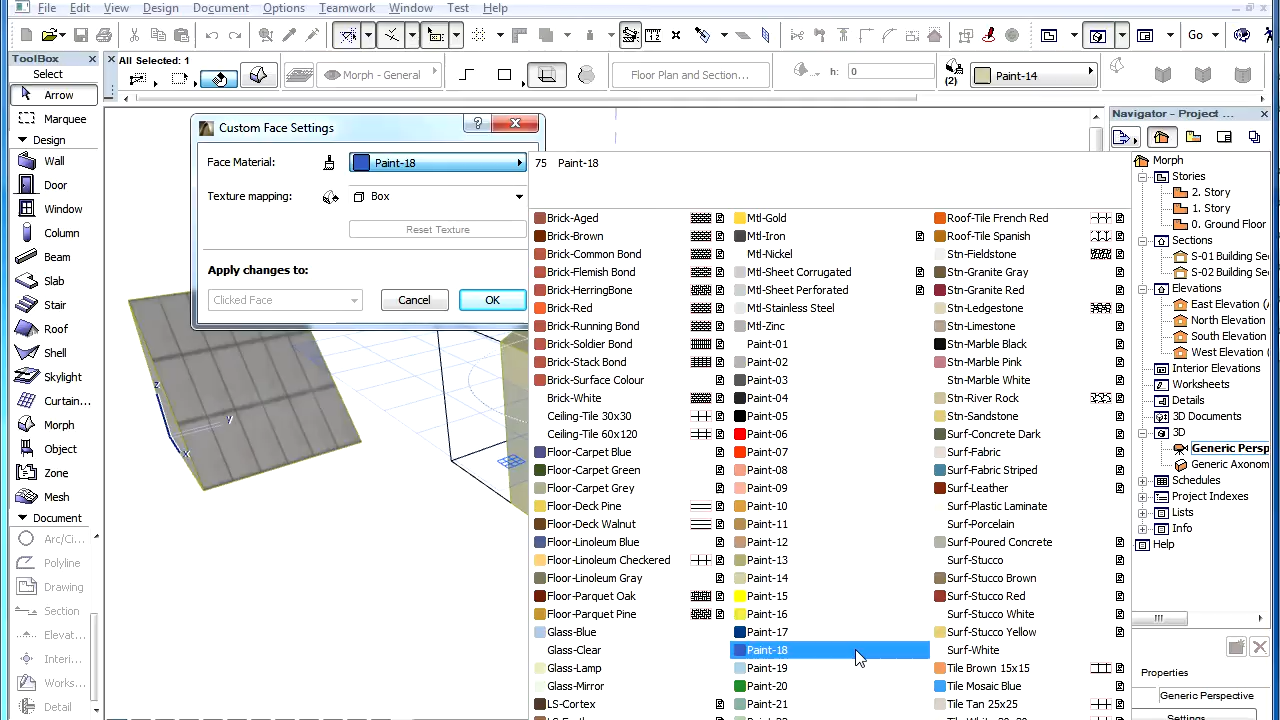 File Edit View Design Document Options Teamwork Window Test Help
Go
ToolBox
Select
Arrow
Marquee
Design
Wall
Door
Window
Column
Beam
Slab
Stair
Roof
Shell
Skylight
Curtain...
Morph
Object
Zone
Mesh
Document
Arc/Ci...
Polyline
Drawing
Section
Elevat...
Interi...
Works...
Detail
All Selected: 1
Morph - General
Floor Plan and Section...
h: 0
(2)
Paint-14
Custom Face Settings
Face Material: Paint-18
Texture mapping: Box
Reset Texture
Apply changes to:
Clicked Face Cancel OK
z
y
x
75 Paint-18
Brick-Aged
Brick-Brown
Brick-Common Bond
Brick-Flemish Bond
Brick-HerringBone
Brick-Red
Brick-Running Bond
Brick-Soldier Bond
Brick-Stack Bond
Brick-Surface Colour
Brick-White
Ceiling-Tile 30x30
Ceiling-Tile 60x120
Floor-Carpet Blue
Floor-Carpet Green
Floor-Carpet Grey
Floor-Deck Pine
Floor-Deck Walnut
Floor-Linoleum Blue
Floor-Linoleum Checkered
Floor-Linoleum Gray
Floor-Parquet Oak
Floor-Parquet Pine
Glass-Blue
Glass-Clear
Glass-Lamp
Glass-Mirror
LS-Cortex
Mtl-Gold
Mtl-Iron
Mtl-Nickel
Mtl-Sheet Corrugated
Mtl-Sheet Perforated
Mtl-Stainless Steel
Mtl-Zinc
Paint-01
Paint-02
Paint-03
Paint-04
Paint-05
Paint-06
Paint-07
Paint-08
Paint-09
Paint-10
Paint-11
Paint-12
Paint-13
Paint-14
Paint-15
Paint-16
Paint-17
Paint-18
Paint-19
Paint-20
Paint-21
Roof-Tile French Red
Roof-Tile Spanish
Stn-Fieldstone
Stn-Granite Gray
Stn-Granite Red
Stn-Ledgestone
Stn-Limestone
Stn-Marble Black
Stn-Marble Pink
Stn-Marble White
Stn-River Rock
Stn-Sandstone
Surf-Concrete Dark
Surf-Fabric
Surf-Fabric Striped
Surf-Leather
Surf-Plastic Laminate
Surf-Porcelain
Surf-Poured Concrete
Surf-Stucco
Surf-Stucco Brown
Surf-Stucco Red
Surf-Stucco White
Surf-Stucco Yellow
Surf-White
Tile Brown 15x15
Tile Mosaic Blue
Tile Tan 25x25
Navigator - Project ...
Morph
Stories
2. Story
1. Story
0. Ground Floor
Sections
S-01 Building Se
S-02 Building Se
Elevations
East Elevation (A
North Elevation
South Elevation
West Elevation (
Interior Elevations
Worksheets
Details
3D Documents
3D
Generic Persp
Generic Axonom
Schedules
Project Indexes
Lists
Info
Help
Properties
Generic Perspective
Settings